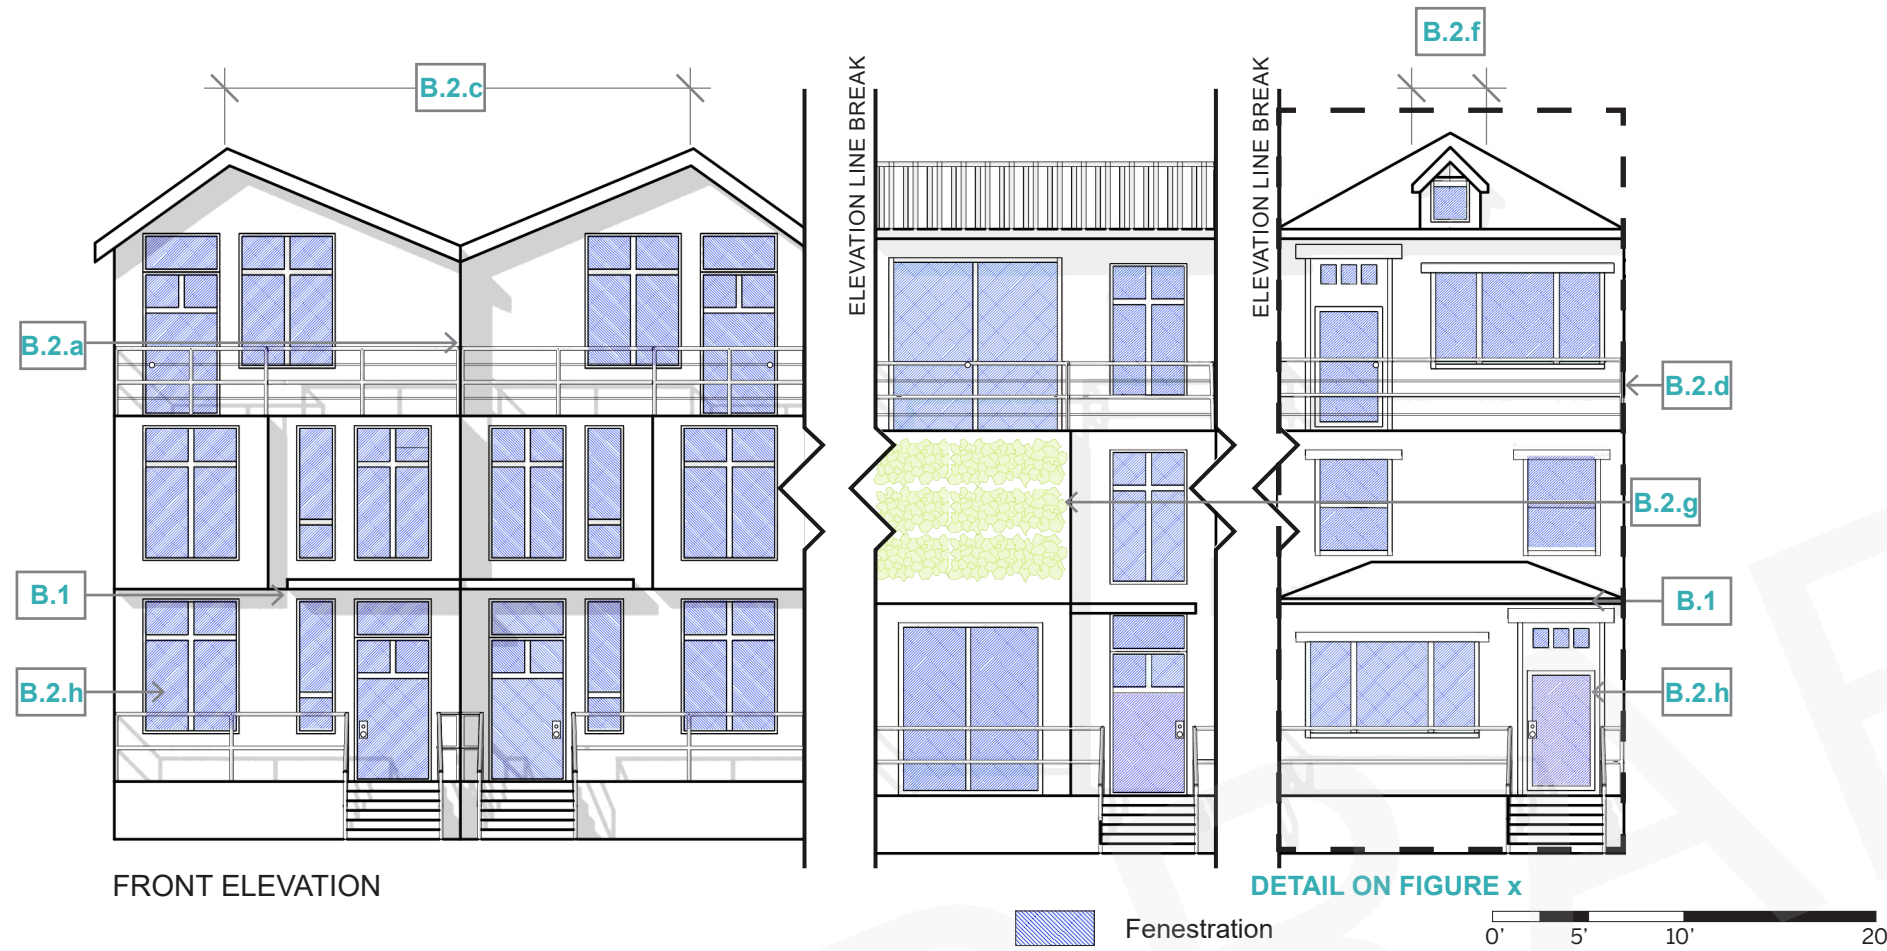 B.2.f
B.2.c
ELEVATION LINE BREAK
ELEVATION LINE BREAK
B.2.a
B.2.d
B.2.g
B.1
B.1
B.2.h
B.2.h
FRONT ELEVATION
DETAIL ON FIGURE x
Fenestration
0' 5' 10' 20